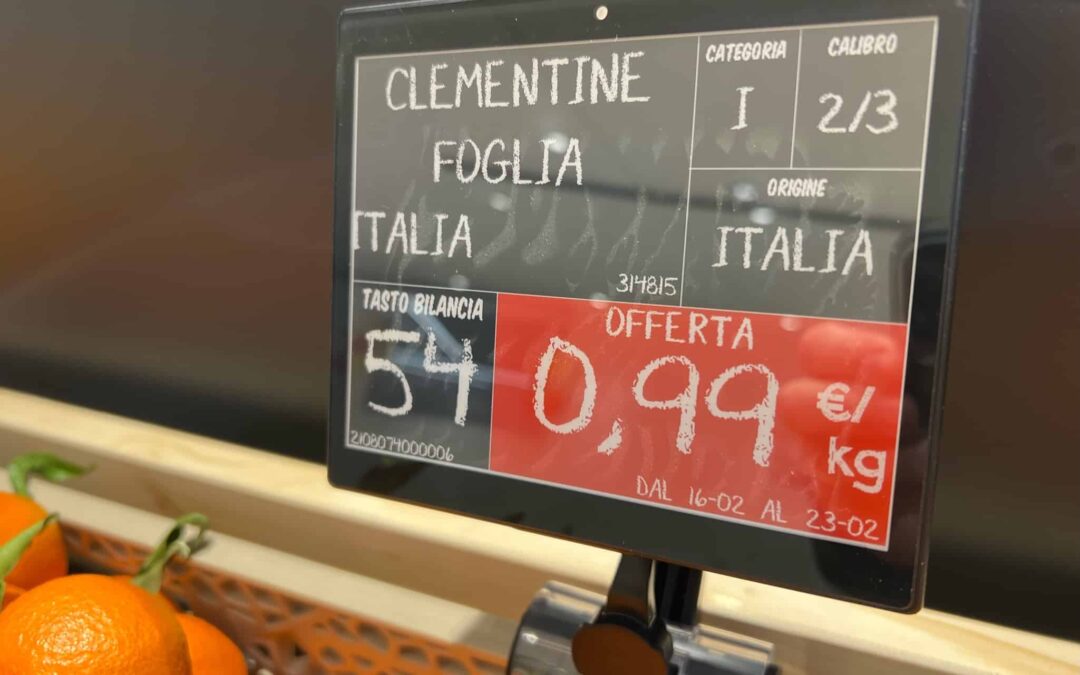 CLEMENTINE
FOGLIA
ITALIA
314815
CATEGORIA
I
CALIBRO
2/3
ORIGINE
ITALIA
TASTO BILANCIA
54
2108074000006
OFFERTA
0,99 €/kg
DAL 16-02 AL 23-02